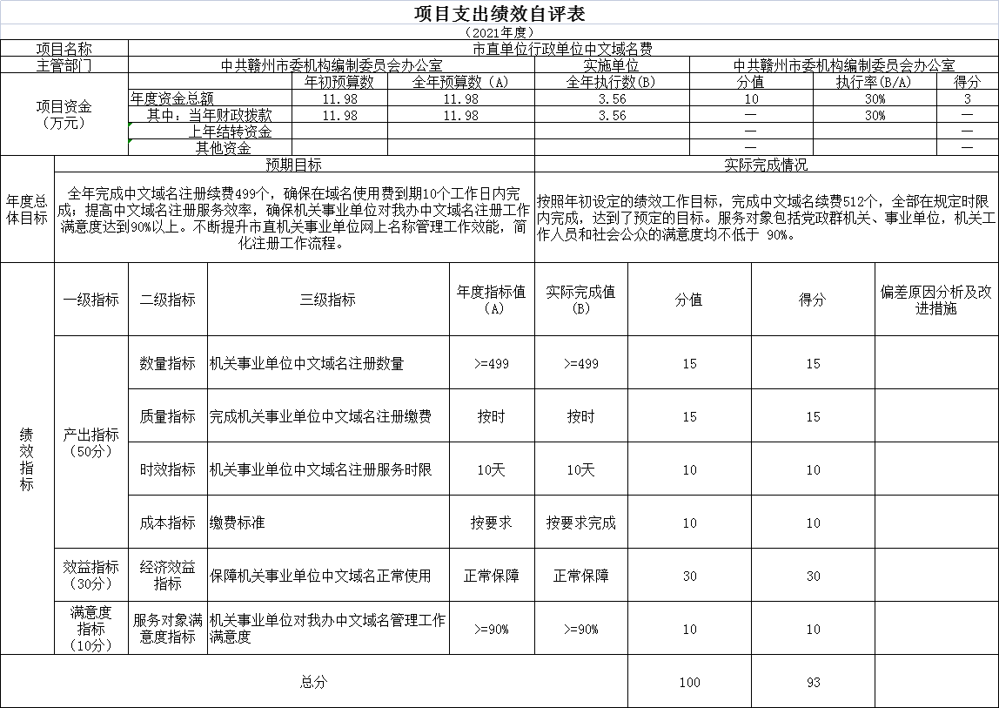 项目支出绩效自评表
（2021年度）
项目名称 市直单位行政单位中文域名费
主管部门 中共赣州市委机构编制委员会办公室 实施单位 中共赣州市委机构编制委员会办公室
项目资金
（万元）
年初预算数 全年预算数（A） 全年执行数(B) 分值 执行率(B/A) 得分
年度资金总额 11.98 11.98 3.56 10 30% 3
其中：当年财政拨款 11.98 11.98 3.56 — 30% —
上年结转资金 — —
其他资金 — —
年度总
体目标
预期目标 实际完成情况
全年完成中文域名注册续费499个，确保在域名使用费到期10个工作日内完
成；提高中文域名注册服务效率，确保机关事业单位对我办中文域名注册工作
满意度达到90%以上。不断提升市直机关事业单位网上名称管理工作效能，简
化注册工作流程。
按照年初设定的绩效工作目标，完成中文域名续费512个，全部在规定时限
内完成，达到了预定的目标。服务对象包括党政群机关、事业单位，机关工
作人员和社会公众的满意度均不低于 90%。
绩
效
指
标
一级指标 二级指标 三级指标 年度指标值
（A）
实际完成值
(B)
分值 得分 偏差原因分析及改
进措施
产出指标
（50分）
数量指标 机关事业单位中文域名注册数量 >=499 >=499 15 15
质量指标 完成机关事业单位中文域名注册缴费 按时 按时 15 15
时效指标 机关事业单位中文域名注册服务时限 10天 10天 10 10
成本指标 缴费标准 按要求 按要求完成 10 10
效益指标
（30分）
经济效益
指标
保障机关事业单位中文域名正常使用 正常保障 正常保障 30 30
满意度
指标
（10分）
服务对象满
意度指标
机关事业单位对我办中文域名管理工作
满意度
>=90% >=90% 10 10
总分 100 93